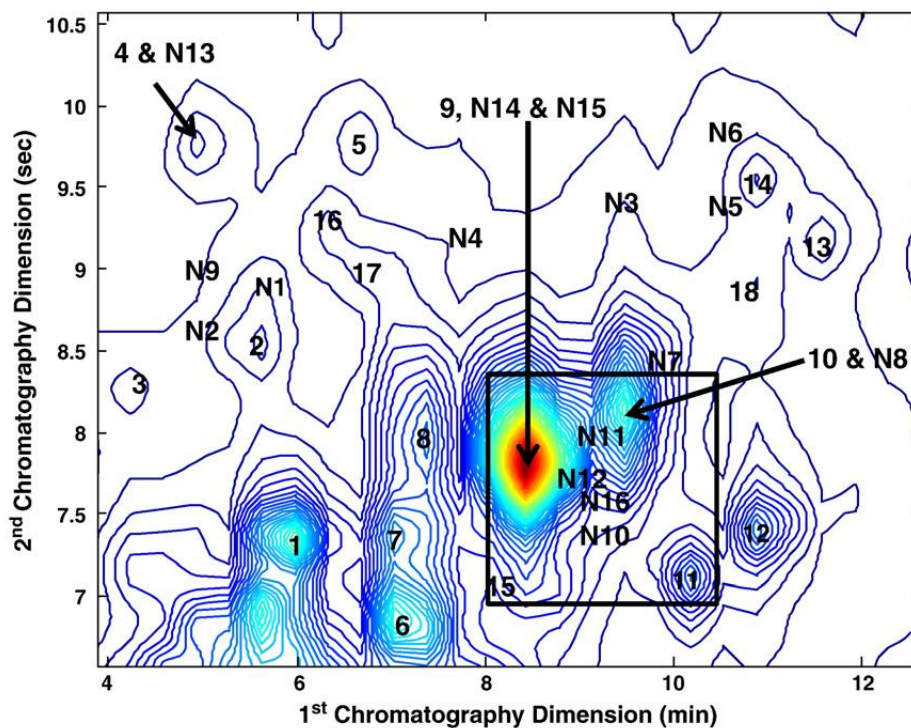 10.5
4 & N13
10
9, N14 & N15
N6
5
9.5
14
N3
N5
16
N4
13
9
N9
17
N1
18
8.5
N2
2
N7
10 & N8
3
8
8
N11
N12
N16
7.5
1
7
N10
12
7
15
11
6
2nd Chromatography Dimension (sec)
4
6
8
10
12
1st Chromatography Dimension (min)